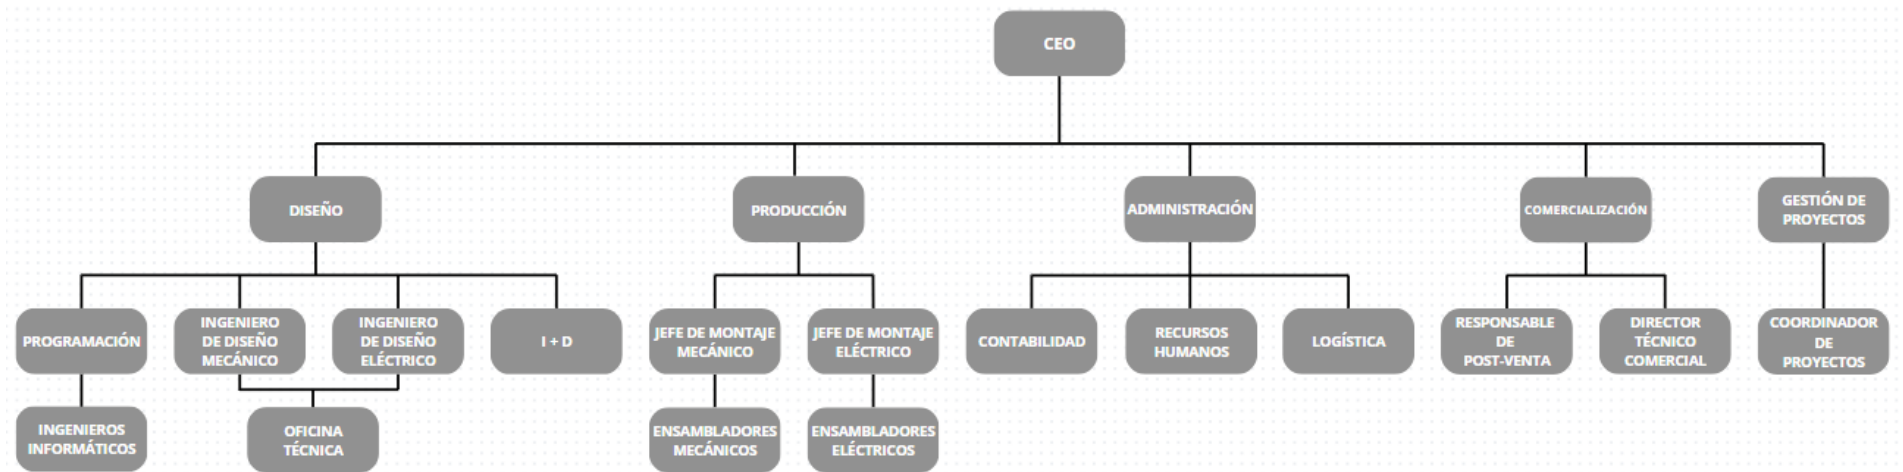 CEO
DISEÑO
PRODUCCIÓN
ADMINISTRACIÓN
COMERCIALIZACIÓN
GESTIÓN DE
PROYECTOS
PROGRAMACIÓN
INGENIERO
DE DISEÑO
MECÁNICO
INGENIERO
DE DISEÑO
ELÉCTRICO
I + D
JEFE DE MONTAJE
MECÁNICO
JEFE DE MONTAJE
ELÉCTRICO
CONTABILIDAD
RECURSOS
HUMANOS
LOGÍSTICA
RESPONSABLE
DE
POST-VENTA
DIRECTOR
TÉCNICO
COMERCIAL
COORDINADOR
DE
PROYECTOS
INGENIEROS
INFORMÁTICOS
OFICINA
TÉCNICA
ENSAMBLADORES
MECÁNICOS
ENSAMBLADORES
ELÉCTRICOS